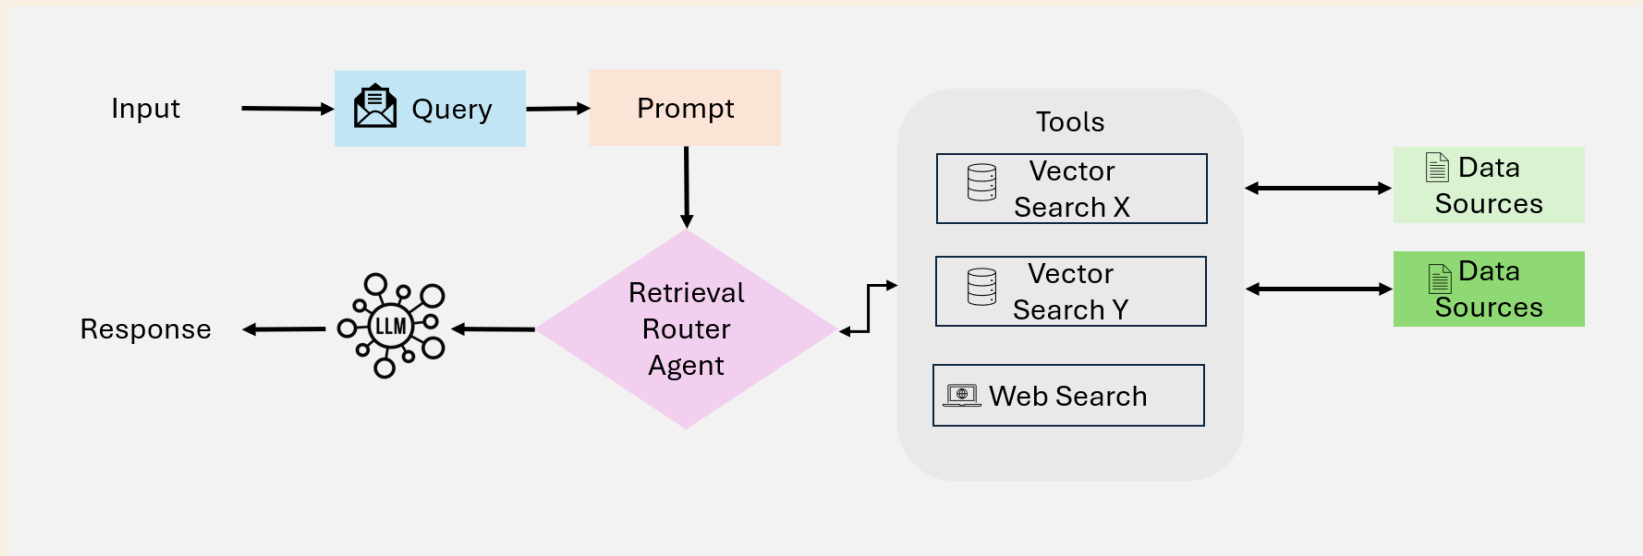 Input
Query
Prompt
Tools
Vector
Search X
Data
Sources
Vector
Search Y
Data
Sources
Web Search
Retrieval
Router
Agent
LLM
Response